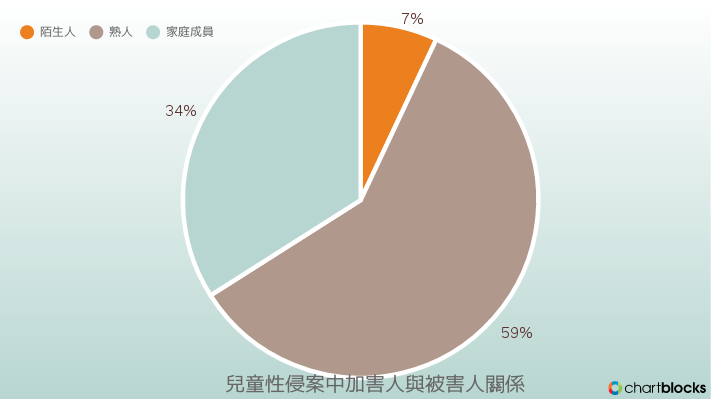 陌生人 熟人 家庭成員
7%
34%
59%
兒童性侵案中加害人與被害人關係
chartblocks